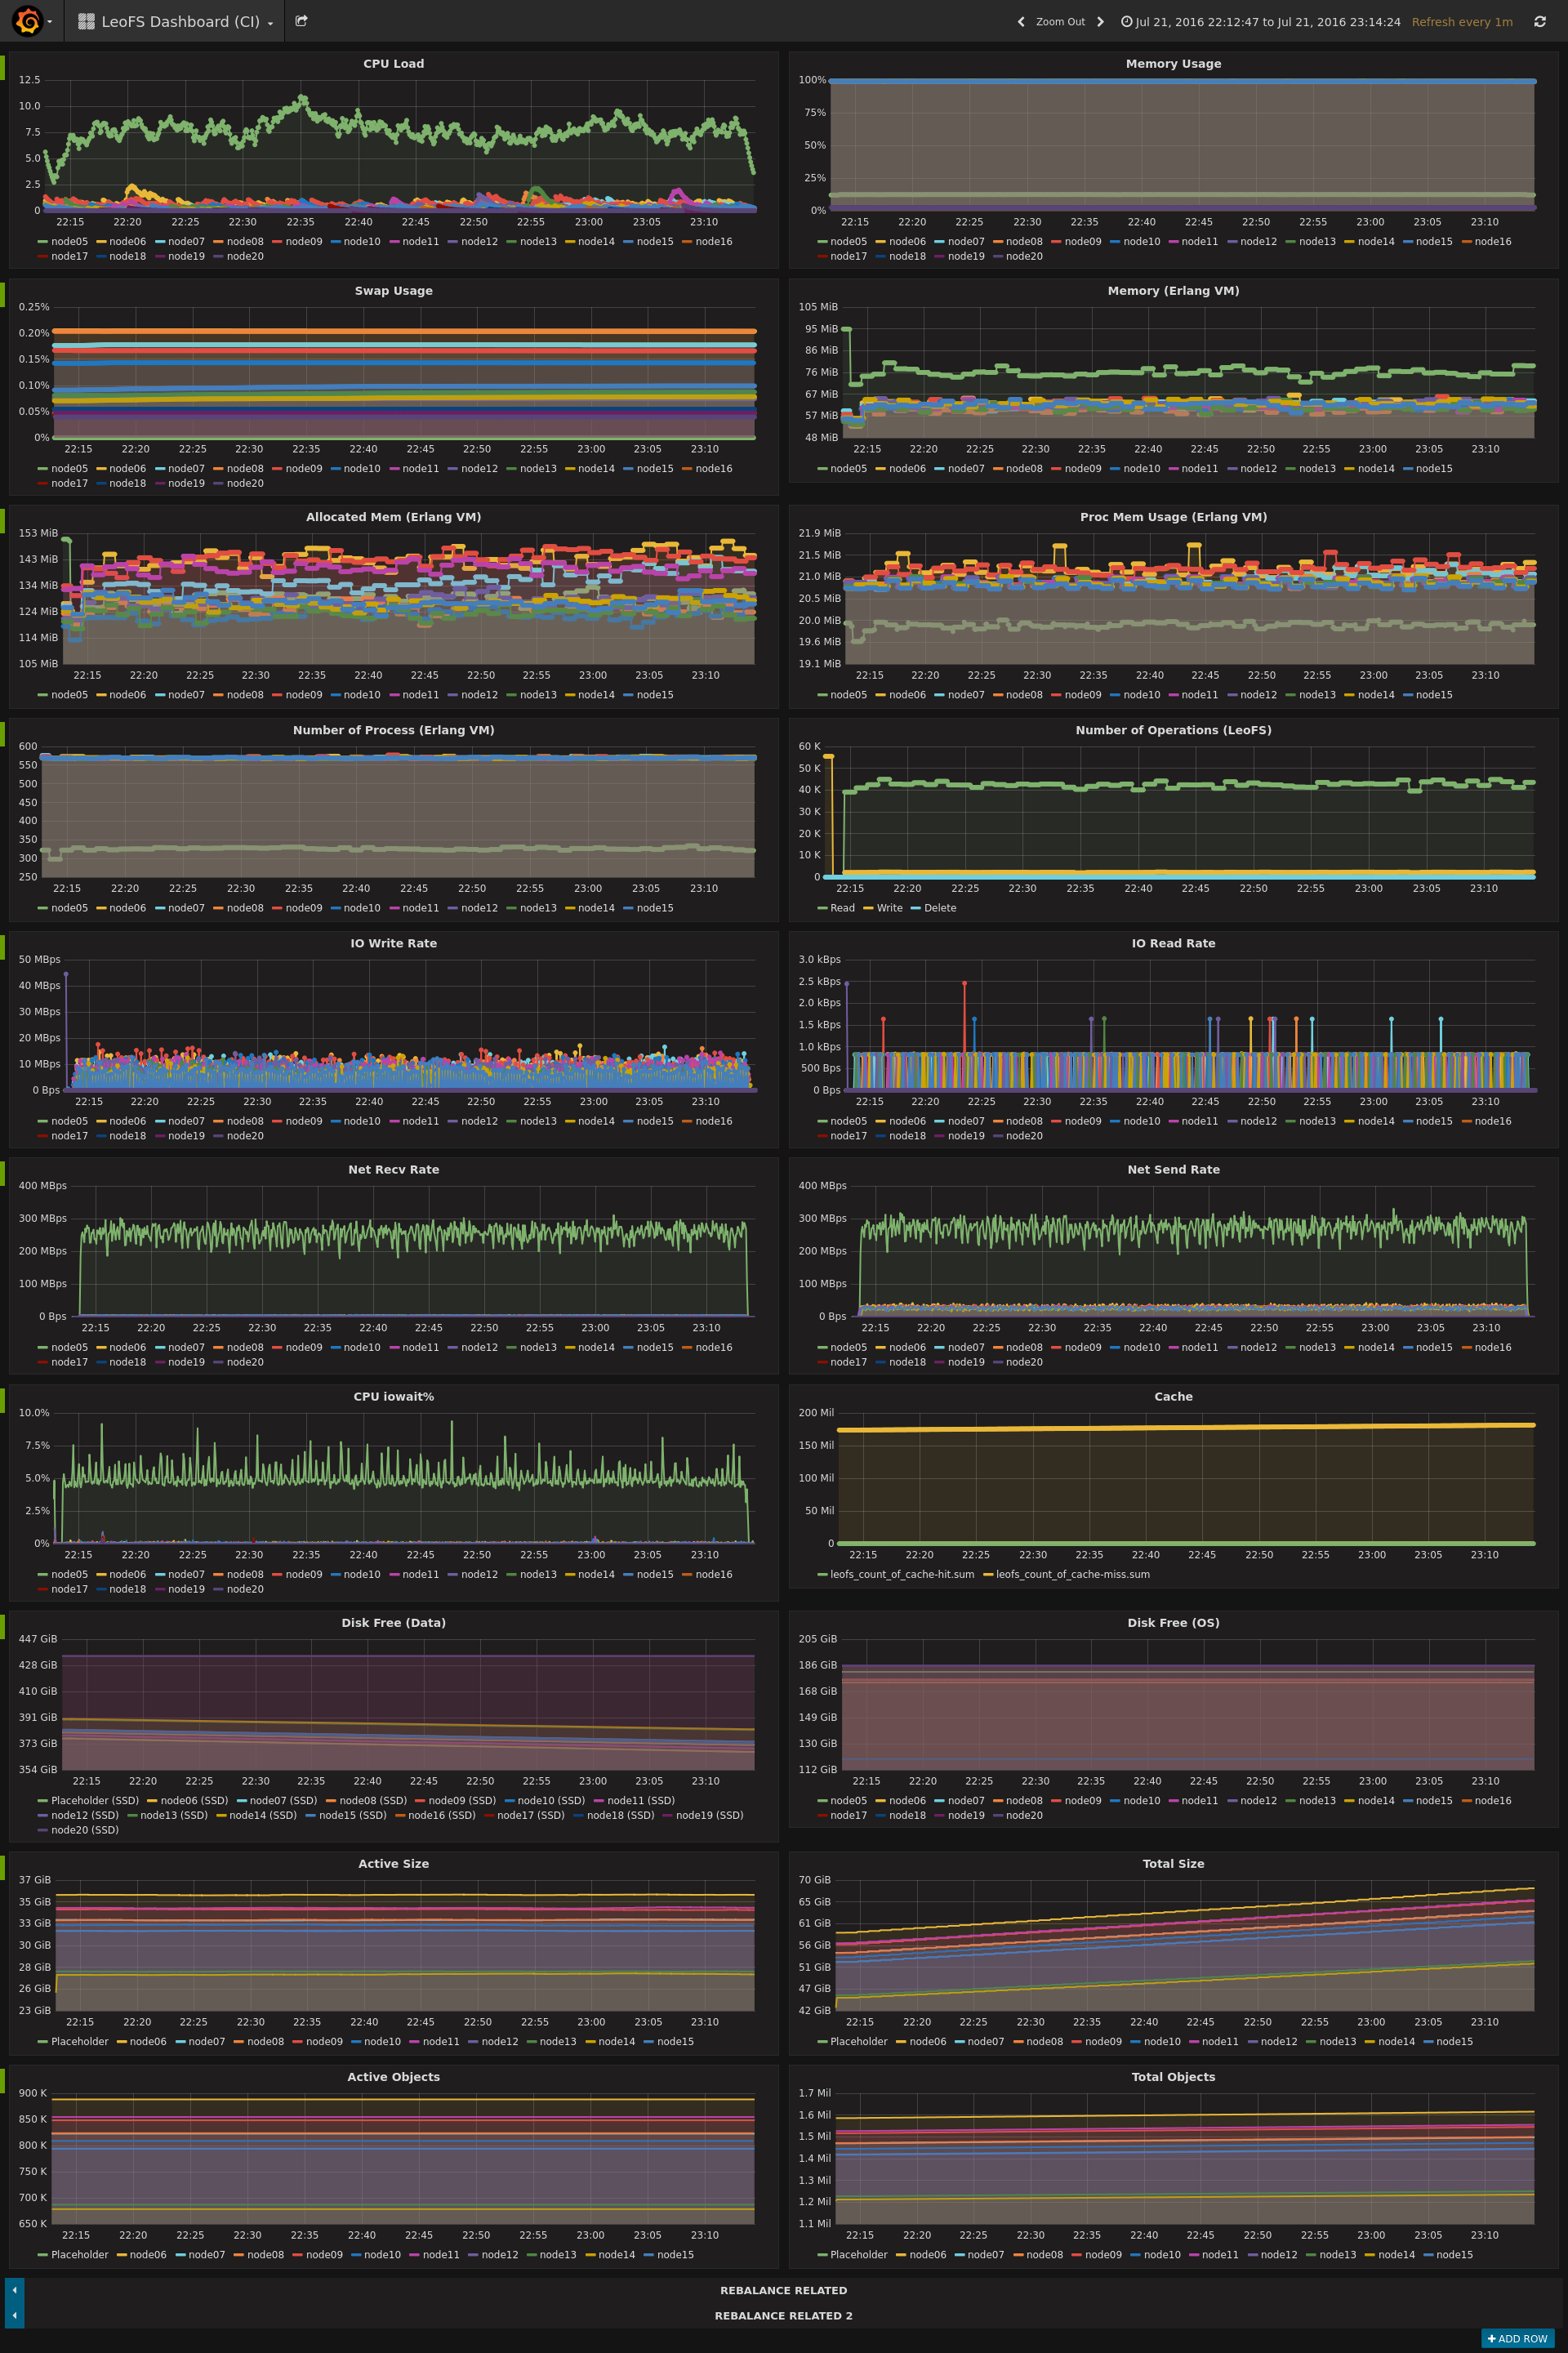 LeoFS Dashboard (CI)
Zoom Out Jul 21, 2016 22:12:47 to Jul 21, 2016 23:14:24 Refresh every 1m
CPU Load
12.5
10.0
7.5
5.0
2.5
0
22:15 22:20 22:25 22:30 22:35 22:40 22:45 22:50 22:55 23:00 23:05 23:10
node05 node06 node07 node08 node09 node10 node11 node12 node13 node14 node15 node16
node17 node18 node19 node20
Memory Usage
100%
75%
50%
25%
0%
22:15 22:20 22:25 22:30 22:35 22:40 22:45 22:50 22:55 23:00 23:05 23:10
node05 node06 node07 node08 node09 node10 node11 node12 node13 node14 node15 node16
node17 node18 node19 node20
Swap Usage
0.25%
0.20%
0.15%
0.10%
0.05%
0%
22:15 22:20 22:25 22:30 22:35 22:40 22:45 22:50 22:55 23:00 23:05 23:10
node05 node06 node07 node08 node09 node10 node11 node12 node13 node14 node15 node16
node17 node18 node19 node20
Memory (Erlang VM)
105 MiB
95 MiB
86 MiB
76 MiB
67 MiB
57 MiB
48 MiB
22:15 22:20 22:25 22:30 22:35 22:40 22:45 22:50 22:55 23:00 23:05 23:10
node05 node06 node07 node08 node09 node10 node11 node12 node13 node14 node15
Allocated Mem (Erlang VM)
153 MiB
143 MiB
134 MiB
124 MiB
114 MiB
105 MiB
22:15 22:20 22:25 22:30 22:35 22:40 22:45 22:50 22:55 23:00 23:05 23:10
node05 node06 node07 node08 node09 node10 node11 node12 node13 node14 node15
Proc Mem Usage (Erlang VM)
21.9 MiB
21.5 MiB
21.0 MiB
20.5 MiB
20.0 MiB
19.6 MiB
19.1 MiB
22:15 22:20 22:25 22:30 22:35 22:40 22:45 22:50 22:55 23:00 23:05 23:10
node05 node06 node07 node08 node09 node10 node11 node12 node13 node14 node15
Number of Process (Erlang VM)
600
550
500
450
400
350
300
250
22:15 22:20 22:25 22:30 22:35 22:40 22:45 22:50 22:55 23:00 23:05 23:10
node05 node06 node07 node08 node09 node10 node11 node12 node13 node14 node15
Number of Operations (LeoFS)
60 K
50 K
40 K
30 K
20 K
10 K
0
22:15 22:20 22:25 22:30 22:35 22:40 22:45 22:50 22:55 23:00 23:05 23:10
Read Write Delete
IO Write Rate
50 MBps
40 MBps
30 MBps
20 MBps
10 MBps
0 Bps
22:15 22:20 22:25 22:30 22:35 22:40 22:45 22:50 22:55 23:00 23:05 23:10
node05 node06 node07 node08 node09 node10 node11 node12 node13 node14 node15 node16
node17 node18 node19 node20
IO Read Rate
3.0 kBps
2.5 kBps
2.0 kBps
1.5 kBps
1.0 kBps
500 Bps
0 Bps
22:15 22:20 22:25 22:30 22:35 22:40 22:45 22:50 22:55 23:00 23:05 23:10
node05 node06 node07 node08 node09 node10 node11 node12 node13 node14 node15 node16
node17 node18 node19 node20
Net Recv Rate
400 MBps
300 MBps
200 MBps
100 MBps
0 Bps
22:15 22:20 22:25 22:30 22:35 22:40 22:45 22:50 22:55 23:00 23:05 23:10
node05 node06 node07 node08 node09 node10 node11 node12 node13 node14 node15 node16
node17 node18 node19 node20
Net Send Rate
400 MBps
300 MBps
200 MBps
100 MBps
0 Bps
22:15 22:20 22:25 22:30 22:35 22:40 22:45 22:50 22:55 23:00 23:05 23:10
node05 node06 node07 node08 node09 node10 node11 node12 node13 node14 node15 node16
node17 node18 node19 node20
CPU iowait%
10.0%
7.5%
5.0%
2.5%
0%
22:15 22:20 22:25 22:30 22:35 22:40 22:45 22:50 22:55 23:00 23:05 23:10
node05 node06 node07 node08 node09 node10 node11 node12 node13 node14 node15 node16
node17 node18 node19 node20
Cache
200 Mil
150 Mil
100 Mil
50 Mil
0
22:15 22:20 22:25 22:30 22:35 22:40 22:45 22:50 22:55 23:00 23:05 23:10
leofs_count_of_cache-hit.sum leofs_count_of_cache-miss.sum
Disk Free (Data)
447 GiB
428 GiB
410 GiB
391 GiB
373 GiB
354 GiB
22:15 22:20 22:25 22:30 22:35 22:40 22:45 22:50 22:55 23:00 23:05 23:10
Placeholder (SSD) node06 (SSD) node07 (SSD) node08 (SSD) node09 (SSD) node10 (SSD) node11 (SSD)
node12 (SSD) node13 (SSD) node14 (SSD) node15 (SSD) node16 (SSD) node17 (SSD) node18 (SSD) node19 (SSD)
node20 (SSD)
Disk Free (OS)
205 GiB
186 GiB
168 GiB
149 GiB
130 GiB
112 GiB
22:15 22:20 22:25 22:30 22:35 22:40 22:45 22:50 22:55 23:00 23:05 23:10
node05 node06 node07 node08 node09 node10 node11 node12 node13 node14 node15 node16
node17 node18 node19 node20
Active Size
37 GiB
35 GiB
33 GiB
30 GiB
28 GiB
26 GiB
23 GiB
22:15 22:20 22:25 22:30 22:35 22:40 22:45 22:50 22:55 23:00 23:05 23:10
Placeholder node06 node07 node08 node09 node10 node11 node12 node13 node14 node15
Total Size
70 GiB
65 GiB
61 GiB
56 GiB
51 GiB
47 GiB
42 GiB
22:15 22:20 22:25 22:30 22:35 22:40 22:45 22:50 22:55 23:00 23:05 23:10
Placeholder node06 node07 node08 node09 node10 node11 node12 node13 node14 node15
Active Objects
900 K
850 K
800 K
750 K
700 K
650 K
22:15 22:20 22:25 22:30 22:35 22:40 22:45 22:50 22:55 23:00 23:05 23:10
Placeholder node06 node07 node08 node09 node10 node11 node12 node13 node14 node15
Total Objects
1.7 Mil
1.6 Mil
1.5 Mil
1.4 Mil
1.3 Mil
1.2 Mil
1.1 Mil
22:15 22:20 22:25 22:30 22:35 22:40 22:45 22:50 22:55 23:00 23:05 23:10
Placeholder node06 node07 node08 node09 node10 node11 node12 node13 node14 node15
REBALANCE RELATED
REBALANCE RELATED 2
ADD ROW